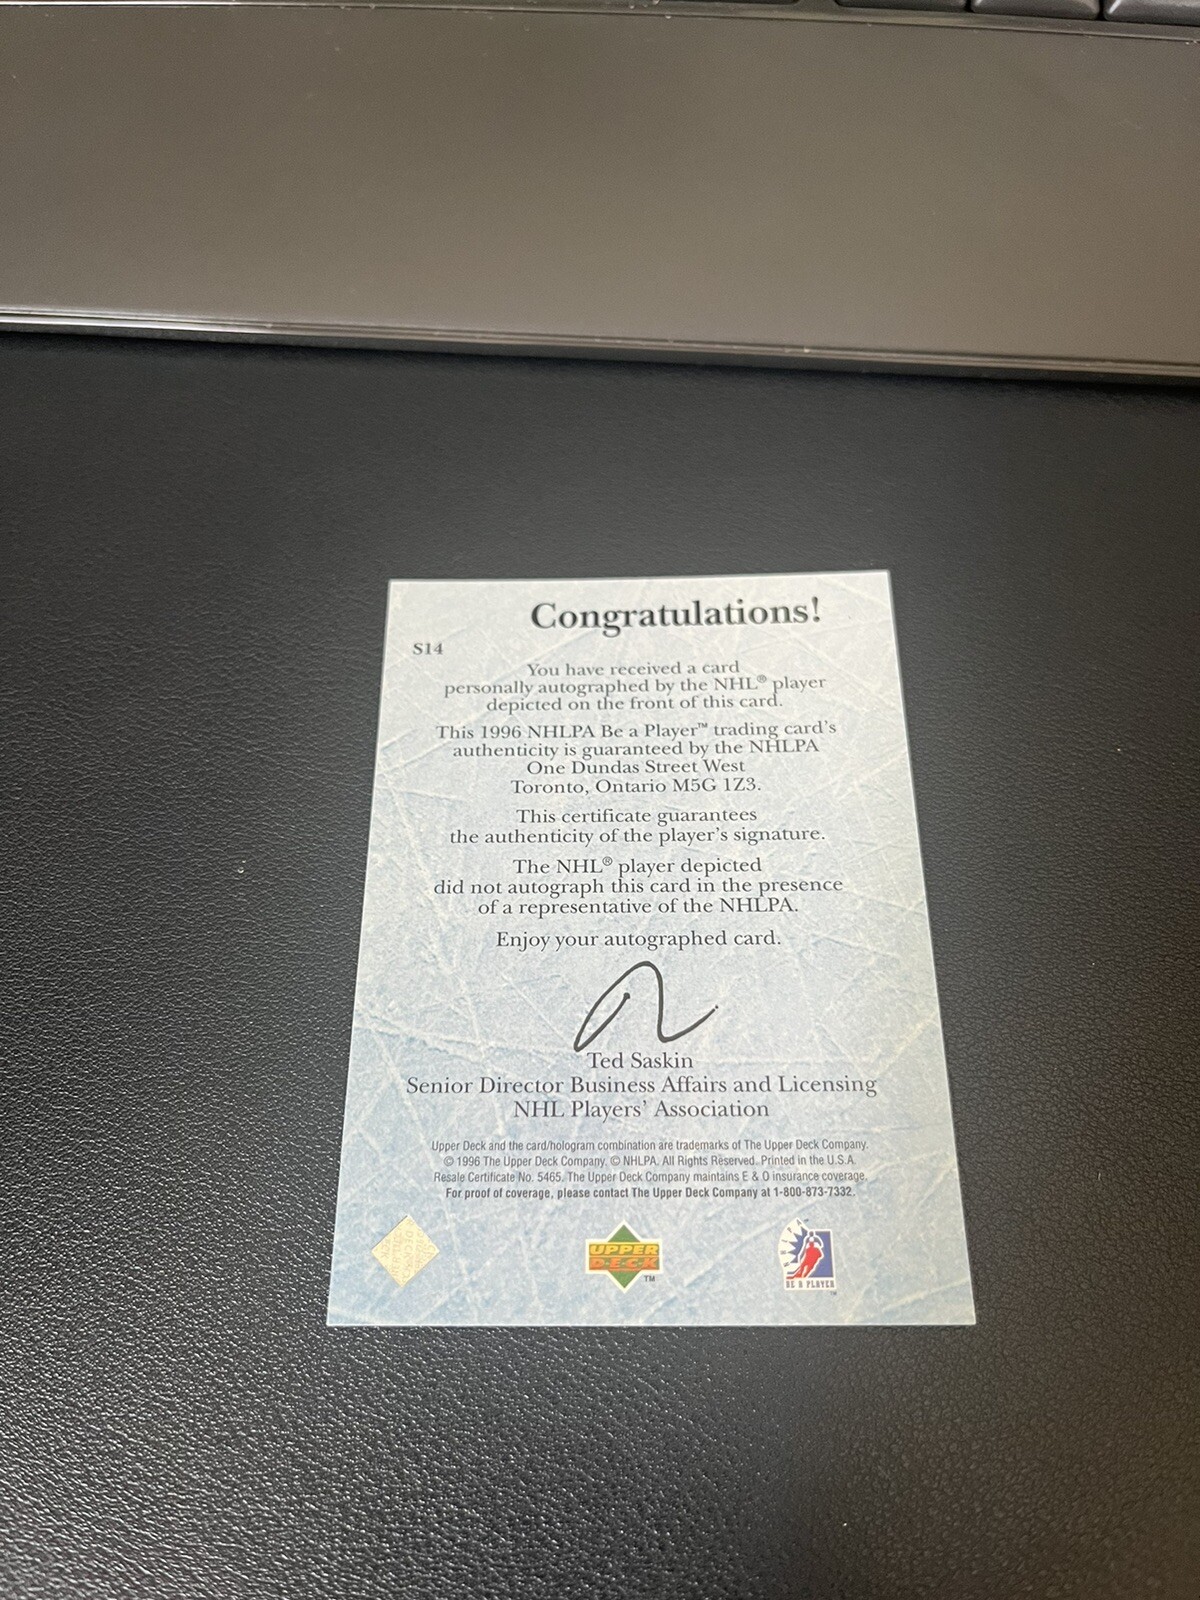 Congratulations!
S14
You have received a card
personally autographed by the NHL® player
depicted on the front of this card.
This 1996 NHLPA Be a Player™ trading card's
authenticity is guaranteed by the NHLPA
One Dundas Street West
Toronto, Ontario M5G 1Z3.
This certificate guarantees
the authenticity of the player's signature.
The NHL® player depicted
did not autograph this card in the presence
of a representative of the NHLPA.
Enjoy your autographed card.
Ted Saskin
Senior Director Business Affairs and Licensing
NHL Players' Association
Upper Deck and the card/hologram combination are trademarks of The Upper Deck Company.
© 1996 The Upper Deck Company. © NHLPA. All Rights Reserved. Printed in the U.S.A.
Resale Certificate No. 5465. The Upper Deck Company maintains E & O insurance coverage.
For proof of coverage, please contact The Upper Deck Company at 1-800-873-7332.
UPPER
DECK
TM
BE A PLAYER
™